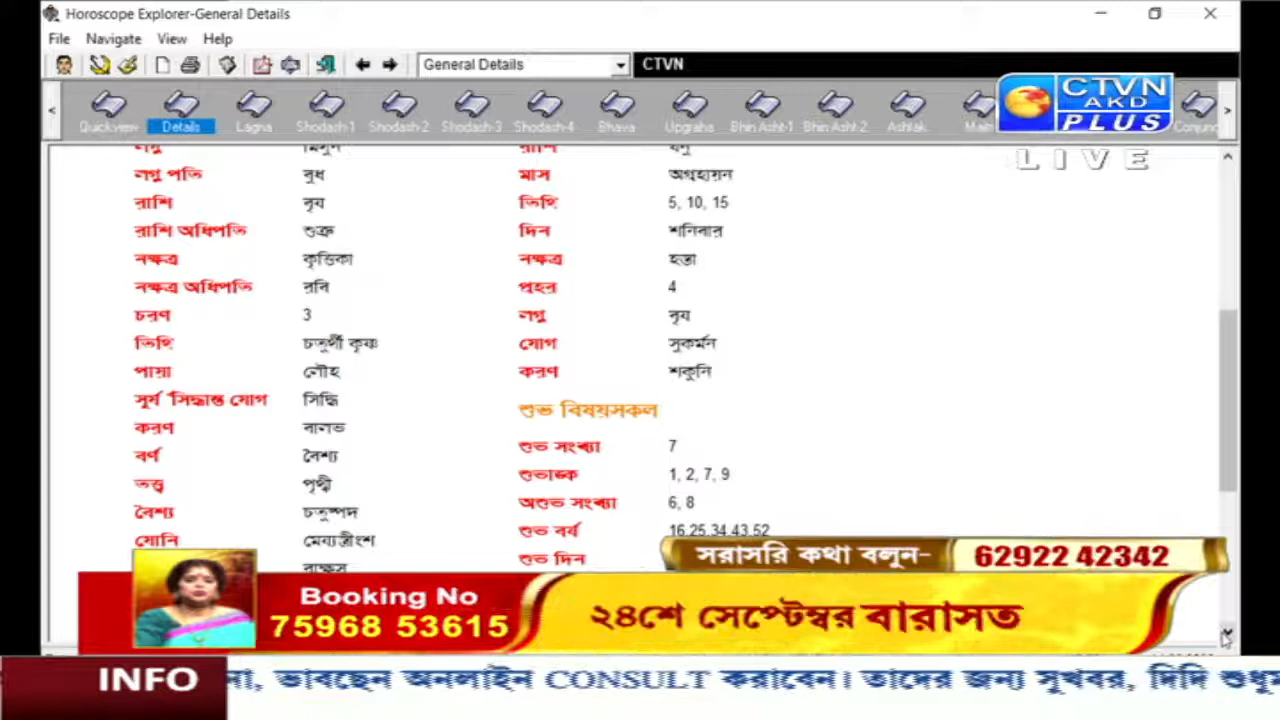 Horoscope Explorer-General Details
File Navigate View Help
General Details CTVN
Quickview Details Lagna Shodash-1 Shodash-2 Shodash-3 Shodash-4 Bhava Upgraha Bhin Asht-1 Bhin Asht-2 Ashtak
CTVN
AKD
PLUS
LIVE
লগ্ন পতি বুধ মাস অগ্রহায়ন
রাশি বৃষ তিথি 5, 10, 15
রাশি অধিপতি শুক্র দিন শনিবার
নক্ষত্র কৃত্তিকা নক্ষত্র হস্তা
নক্ষত্র অধিপতি রবি প্রহর 4
চরণ 3 লগ্ন বৃষ
তিথি চতুর্থী কৃষ্ণ যোগ সুকর্মন
পায়া লৌহ করণ শকুনি
সূর্য সিদ্ধান্ত যোগ সিদ্ধি
শুভ বিষয়সকল
করণ বালভ
শুভ সংখ্যা 7
বর্ণ বৈশ্য
শুভাঙ্ক 1, 2, 7, 9
তত্ত্ব পৃথ্বী
অশুভ সংখ্যা 6, 8
বৈশ্য চতুষ্পদ
শুভ বর্ষ 16,25,34,43,52
যোনি
শুভ দিন
সরাসরি কথা বলুন- 62922 42342
Booking No
75968 53615
২৪শে সেপ্টেম্বর বারাসত
INFO না, ভাবছেন অনলাইন CONSULT করাবেন। তাদের জন্য সুখবর, দিদি